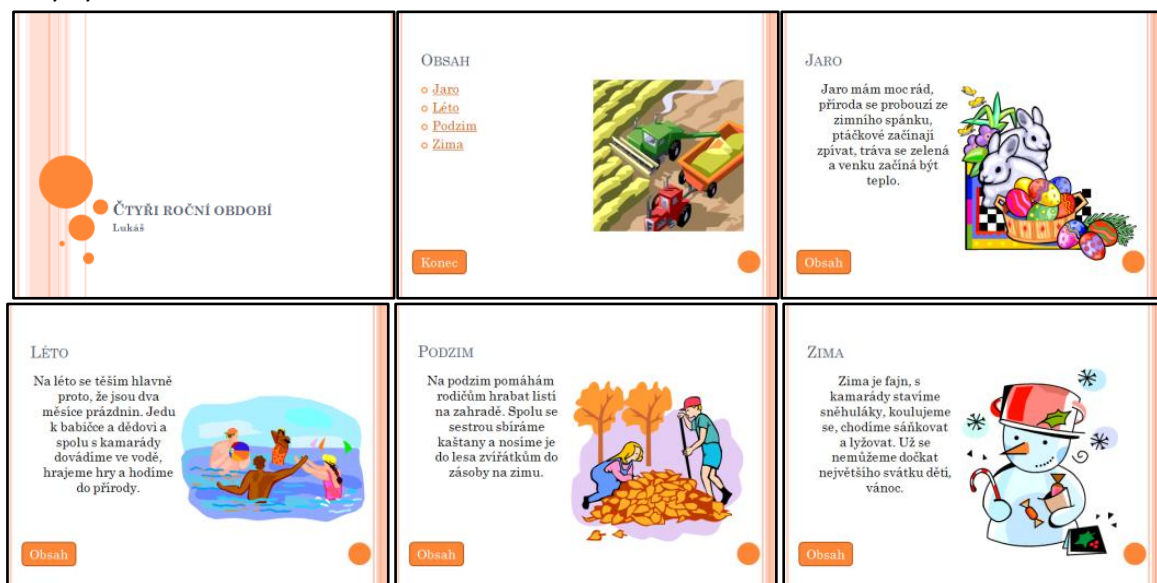 Čtyři roční období
Lukáš
Obsah
Jaro
Léto
Podzim
Zima
Konec
Jaro
Jaro mám moc rád,
příroda se probouzí ze
zimního spánku,
ptáčkové začínají
zpívat, tráva se zelená
a venku začíná být
teplo.
Obsah
Léto
Na léto se těším hlavně
proto, že jsou dva
měsíce prázdnin. Jedu
k babičce a dědovi a
spolu s kamarády
dovádíme ve vodě,
hrajeme hry a hodíme
do přírody.
Obsah
Podzim
Na podzim pomáhám
rodičům hrabat listí
na zahradě. Spolu se
sestrou sbíráme
kaštany a nosíme je
do lesa zvířátkům do
zásoby na zimu.
Obsah
Zima
Zima je fajn, s
kamarády stavíme
sněhuláky, koulujeme
se, chodíme sáňkovat
a lyžovat. Už se
nemůžeme dočkat
největšího svátku dětí,
vánoc.
Obsah